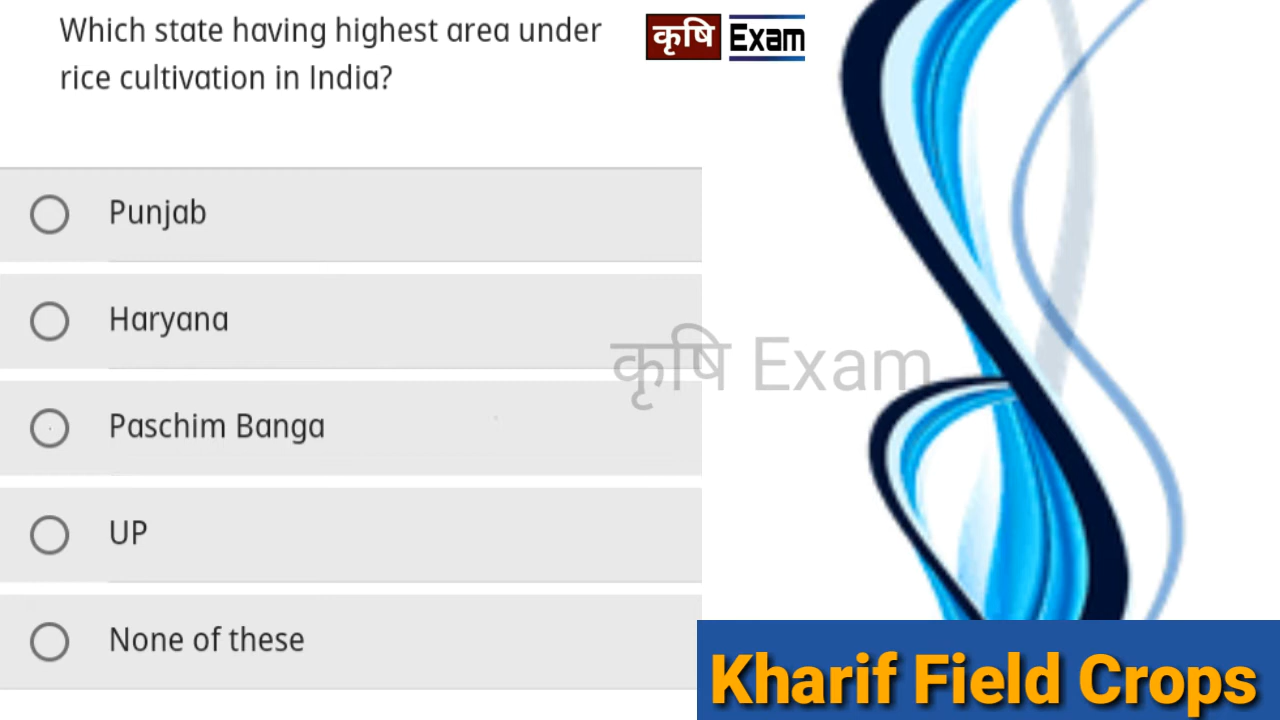 Which state having highest area under
rice cultivation in India?
कृषि Exam
Punjab
Haryana
कृषि Exam
Paschim Banga
UP
None of these
Kharif Field Crops